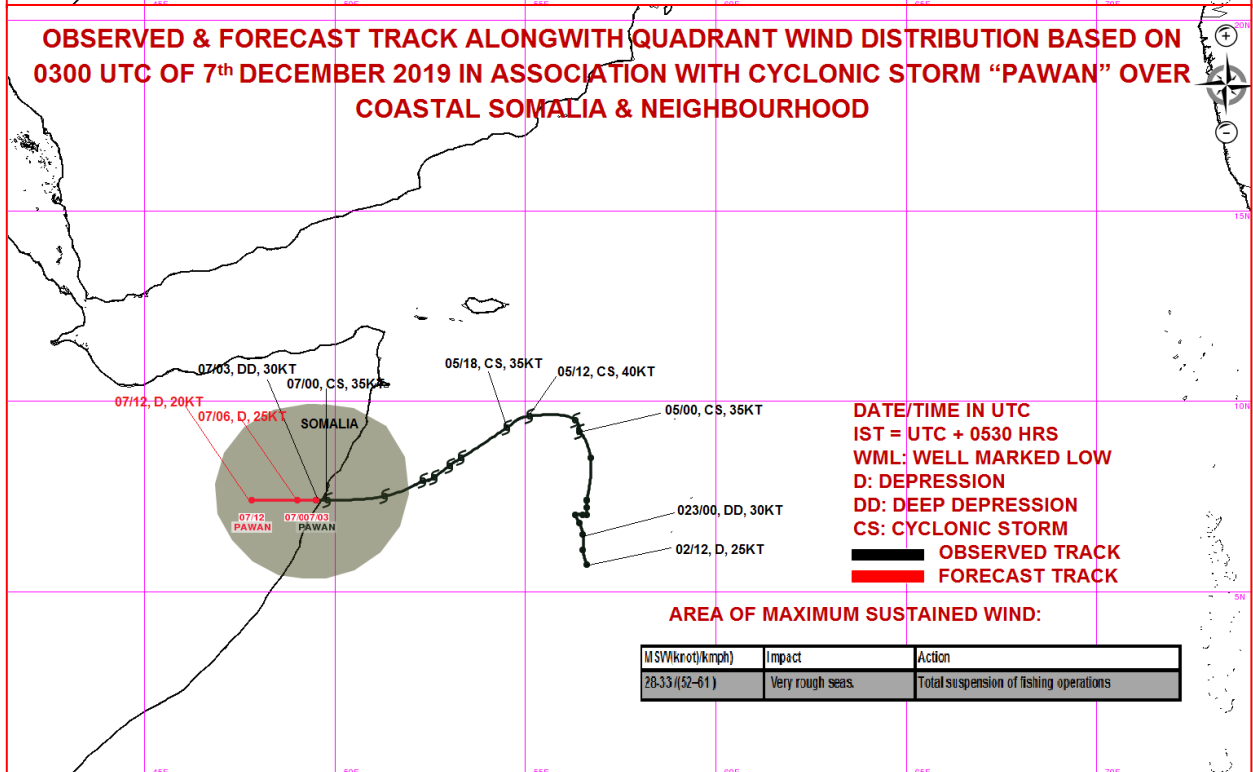 OBSERVED & FORECAST TRACK ALONGWITH QUADRANT WIND DISTRIBUTION BASED ON
0300 UTC OF 7th DECEMBER 2019 IN ASSOCIATION WITH CYCLONIC STORM “PAWAN” OVER
COASTAL SOMALIA & NEIGHBOURHOOD
20N
15N
10N
5N
07/03, DD, 30KT
07/00, CS, 35KT
05/18, CS, 35KT
05/12, CS, 40KT
07/12, D, 20KT
07/06, D, 25KT
SOMALIA
05/00, CS, 35KT
023/00, DD, 30KT
02/12, D, 25KT
07/12
PAWAN
07/00
07/03
PAWAN
DATE/TIME IN UTC
IST = UTC + 0530 HRS
WML: WELL MARKED LOW
D: DEPRESSION
DD: DEEP DEPRESSION
CS: CYCLONIC STORM
OBSERVED TRACK
FORECAST TRACK
AREA OF MAXIMUM SUSTAINED WIND:
MSW(knot)/kmph) Impact Action
28-33 /(52–61 ) Very rough seas. Total suspension of fishing operations